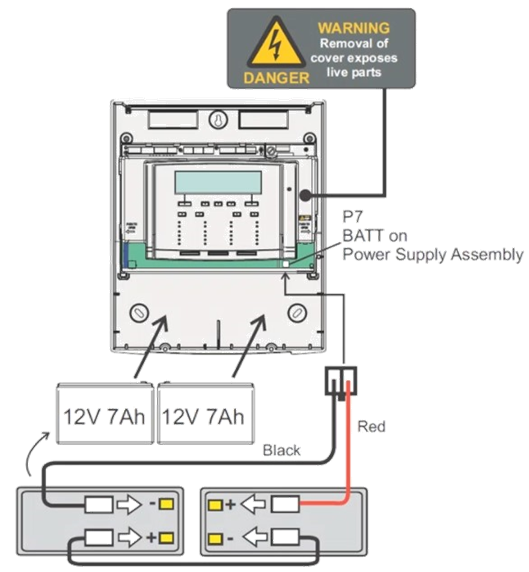 WARNING
Removal of
cover exposes
live parts
DANGER
P7
BATT on
Power Supply Assembly
12V 7Ah
12V 7Ah
Red
Black
-
+
+
-